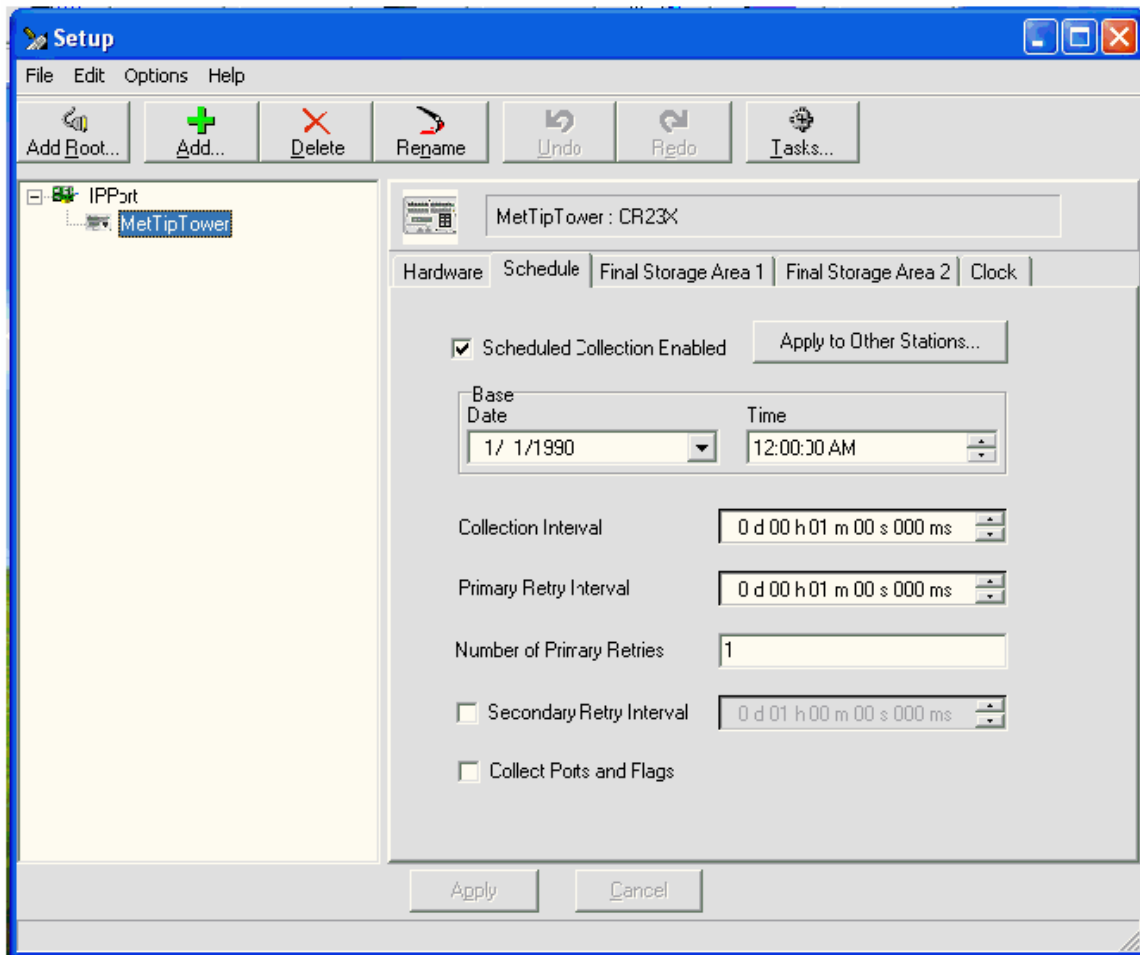 Setup
File Edit Options Help
Add Root... Add... Delete Rename Undo Redo Tasks...
IPPort
MetTipTower
MetTipTower : CR23X
Hardware Schedule Final Storage Area 1 Final Storage Area 2 Clock
Scheduled Collection Enabled Apply to Other Stations...
Base
Date Time
1/ 1/1990 12:00:00 AM
Collection Interval 0 d 00 h 01 m 00 s 000 ms
Primary Retry Interval 0 d 00 h 01 m 00 s 000 ms
Number of Primary Retries 1
Secondary Retry Interval 0 d 01 h 00 m 00 s 000 ms
Collect Ports and Flags
Apply Cancel